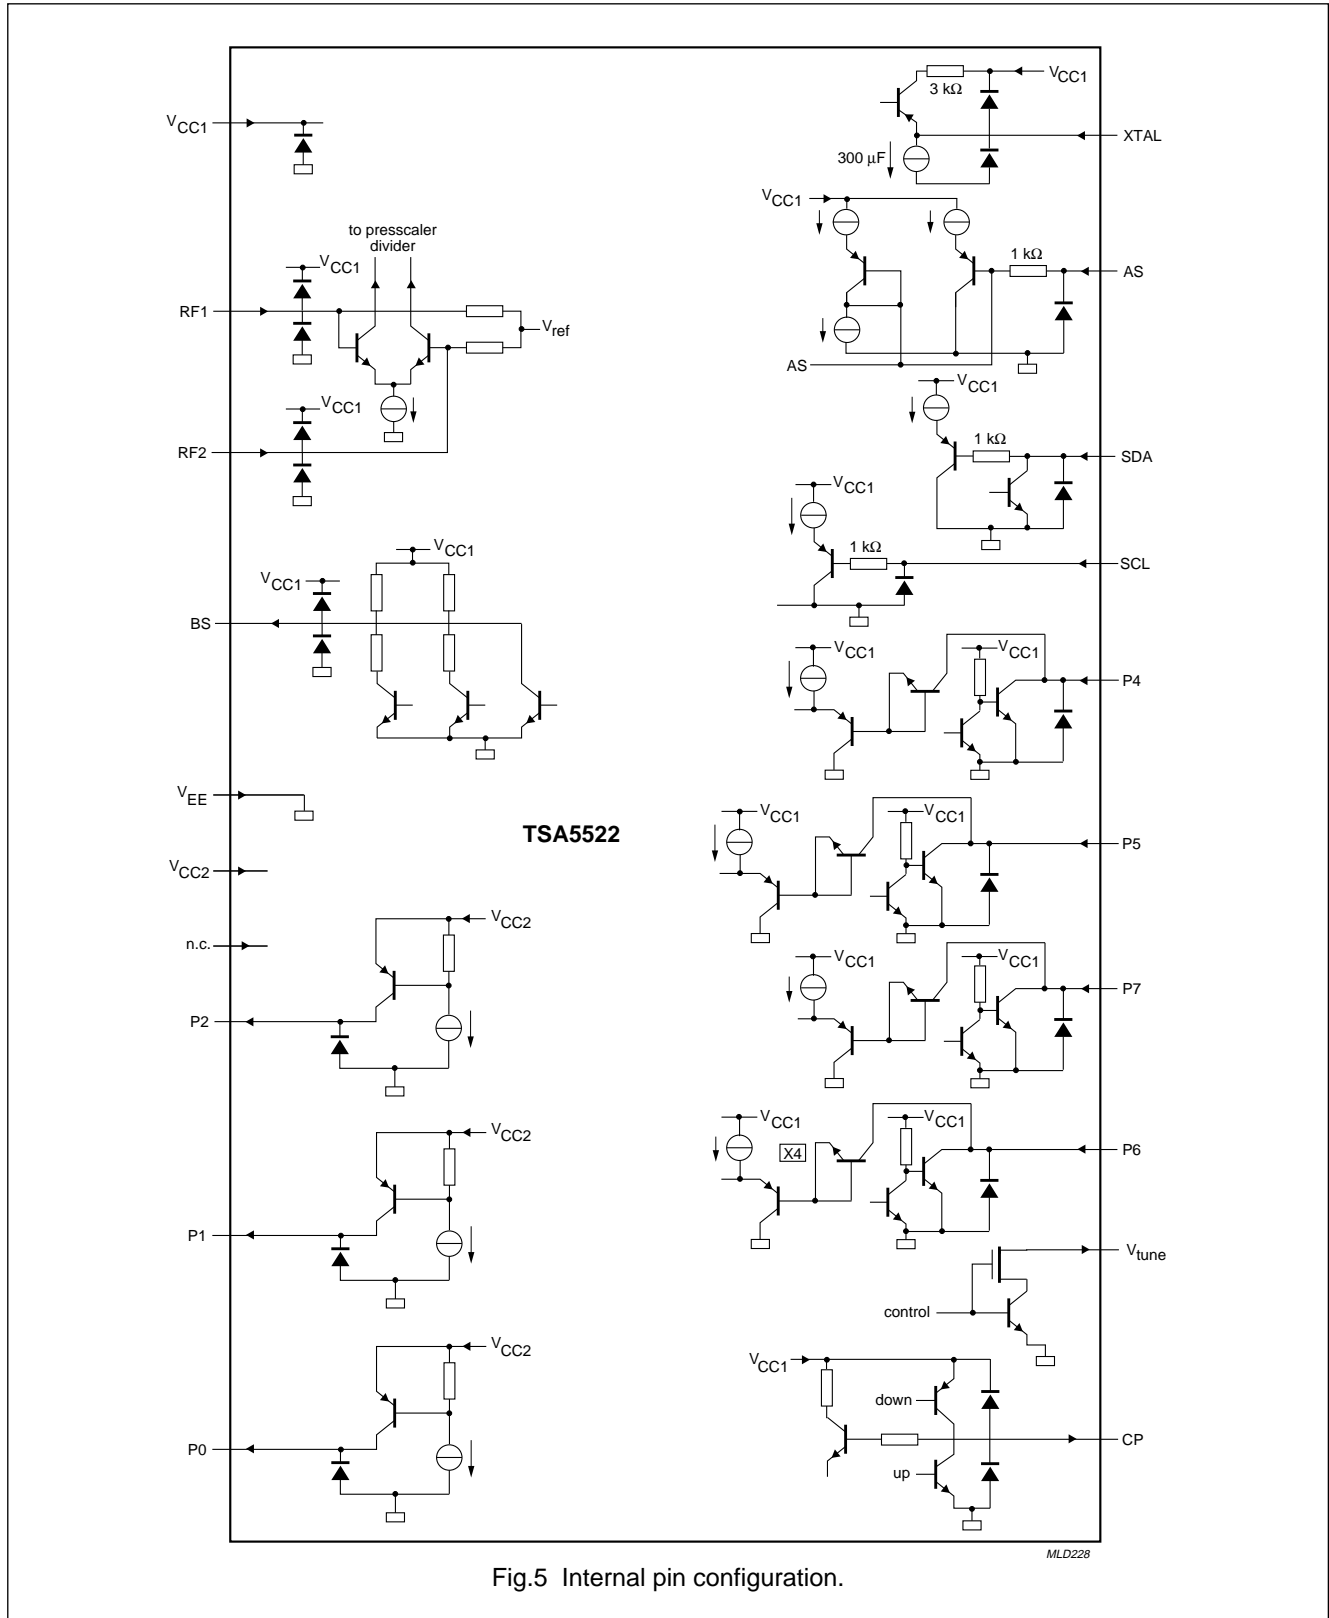 VCC1
3 kΩ
VCC1
XTAL
300 µF
VCC1
to presscaler
divider
1 kΩ
AS
VCC1
RF1
Vref
AS
VCC1
VCC1
RF2
1 kΩ
SDA
VCC1
VCC1
1 kΩ
SCL
VCC1
BS
VCC1
VCC1
P4
VEE
TSA5522
VCC1
VCC1
P5
VCC2
VCC2
n.c.
VCC1
VCC1
P7
P2
VCC1
VCC1
VCC2
X4
P6
P1
Vtune
control
VCC2
VCC1
down
P0
CP
up
MLD228
Fig.5 Internal pin configuration.